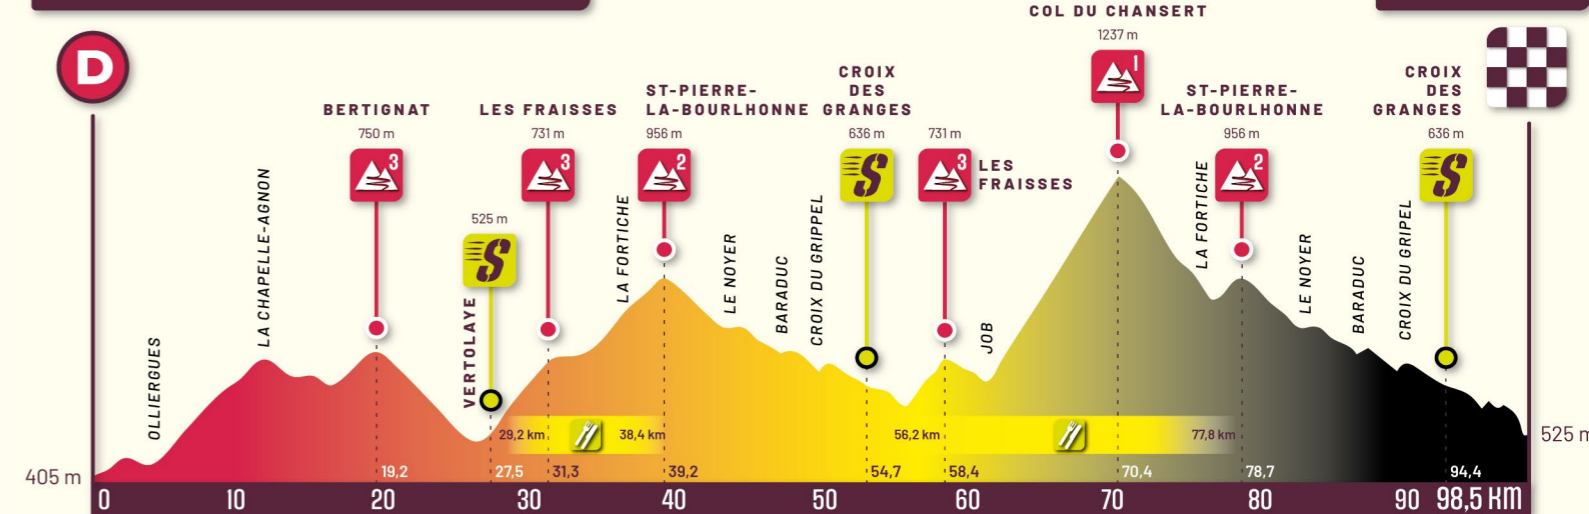 COL DU CHANSERT
1237 m
1
D
BERTIGNAT
750 m
3
LES FRAISSES
731 m
3
ST-PIERRE-
LA-BOURLHONNE
956 m
2
CROIX
DES
GRANGES
636 m
S
731 m
3
LES
FRAISSES
ST-PIERRE-
LA-BOURLHONNE
956 m
2
CROIX
DES
GRANGES
636 m
S
525 m
S
VERTOLAYE
OLLIERGUES
LA CHAPELLE-AGNON
LA FORTICHE
LE NOYER
BARADUC
CROIX DU GRIPPEL
JOB
LA FORTICHE
LE NOYER
BARADUC
CROIX DU GRIPEL
29,2 km
38,4 km
56,2 km
77,8 km
405 m
525 m
19,2
27,5
31,3
39,2
54,7
58,4
70,4
78,7
94,4
0 10 20 30 40 50 60 70 80 90 98,5 KM